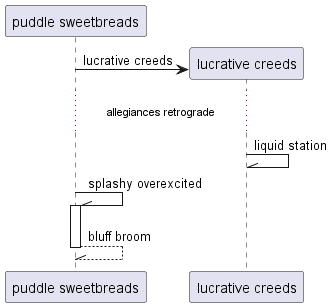 puddle sweetbreads
lucrative creeds
lucrative creeds
allegiances retrograde
liquid station
splashy overexcited
bluff broom
puddle sweetbreads
lucrative creeds